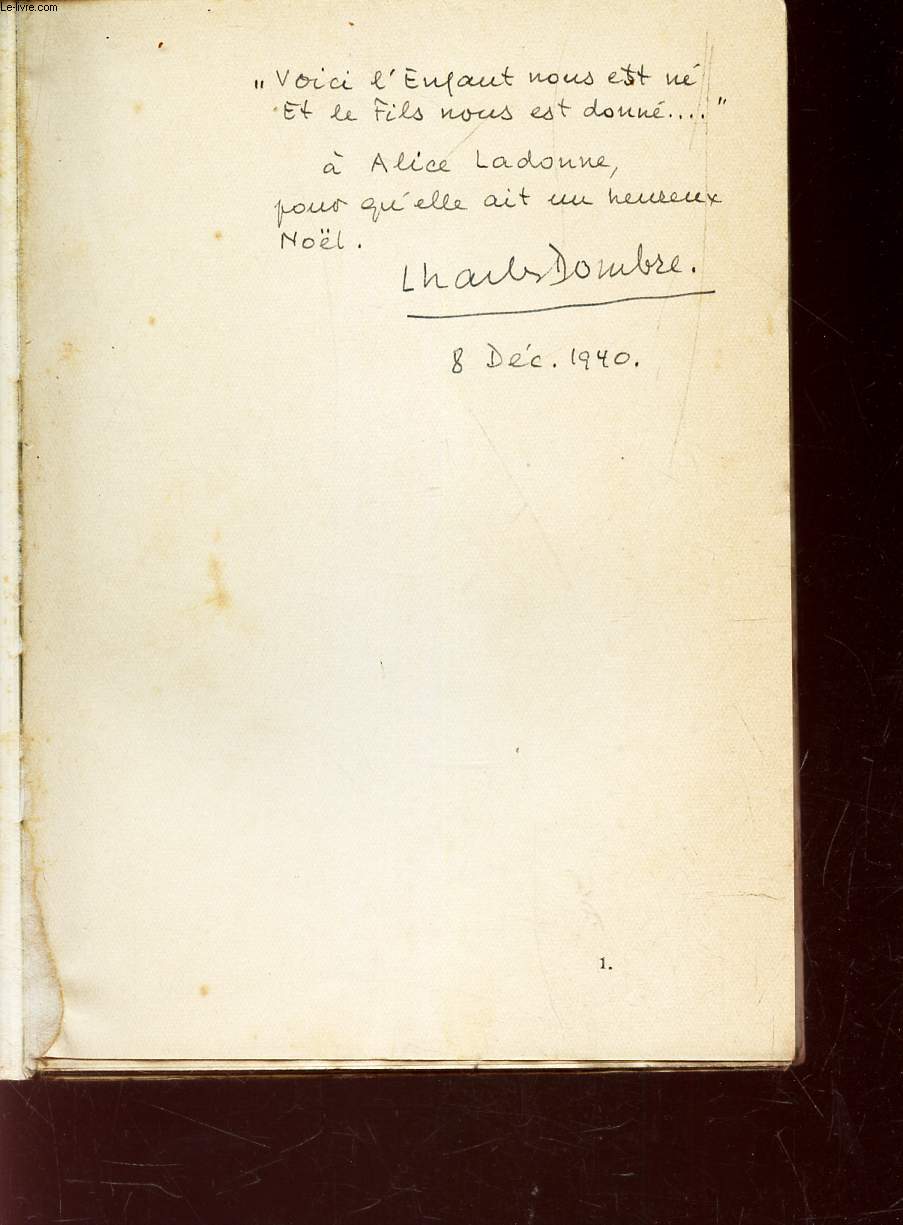 Le-livre.com
"Voici l'Enfant nous est né
Et le Fils nous est donné...."
à Alice Ladonne,
pour qu'elle ait un heureux
Noël.
Charles Dombre.
8 Déc. 1940.
1.